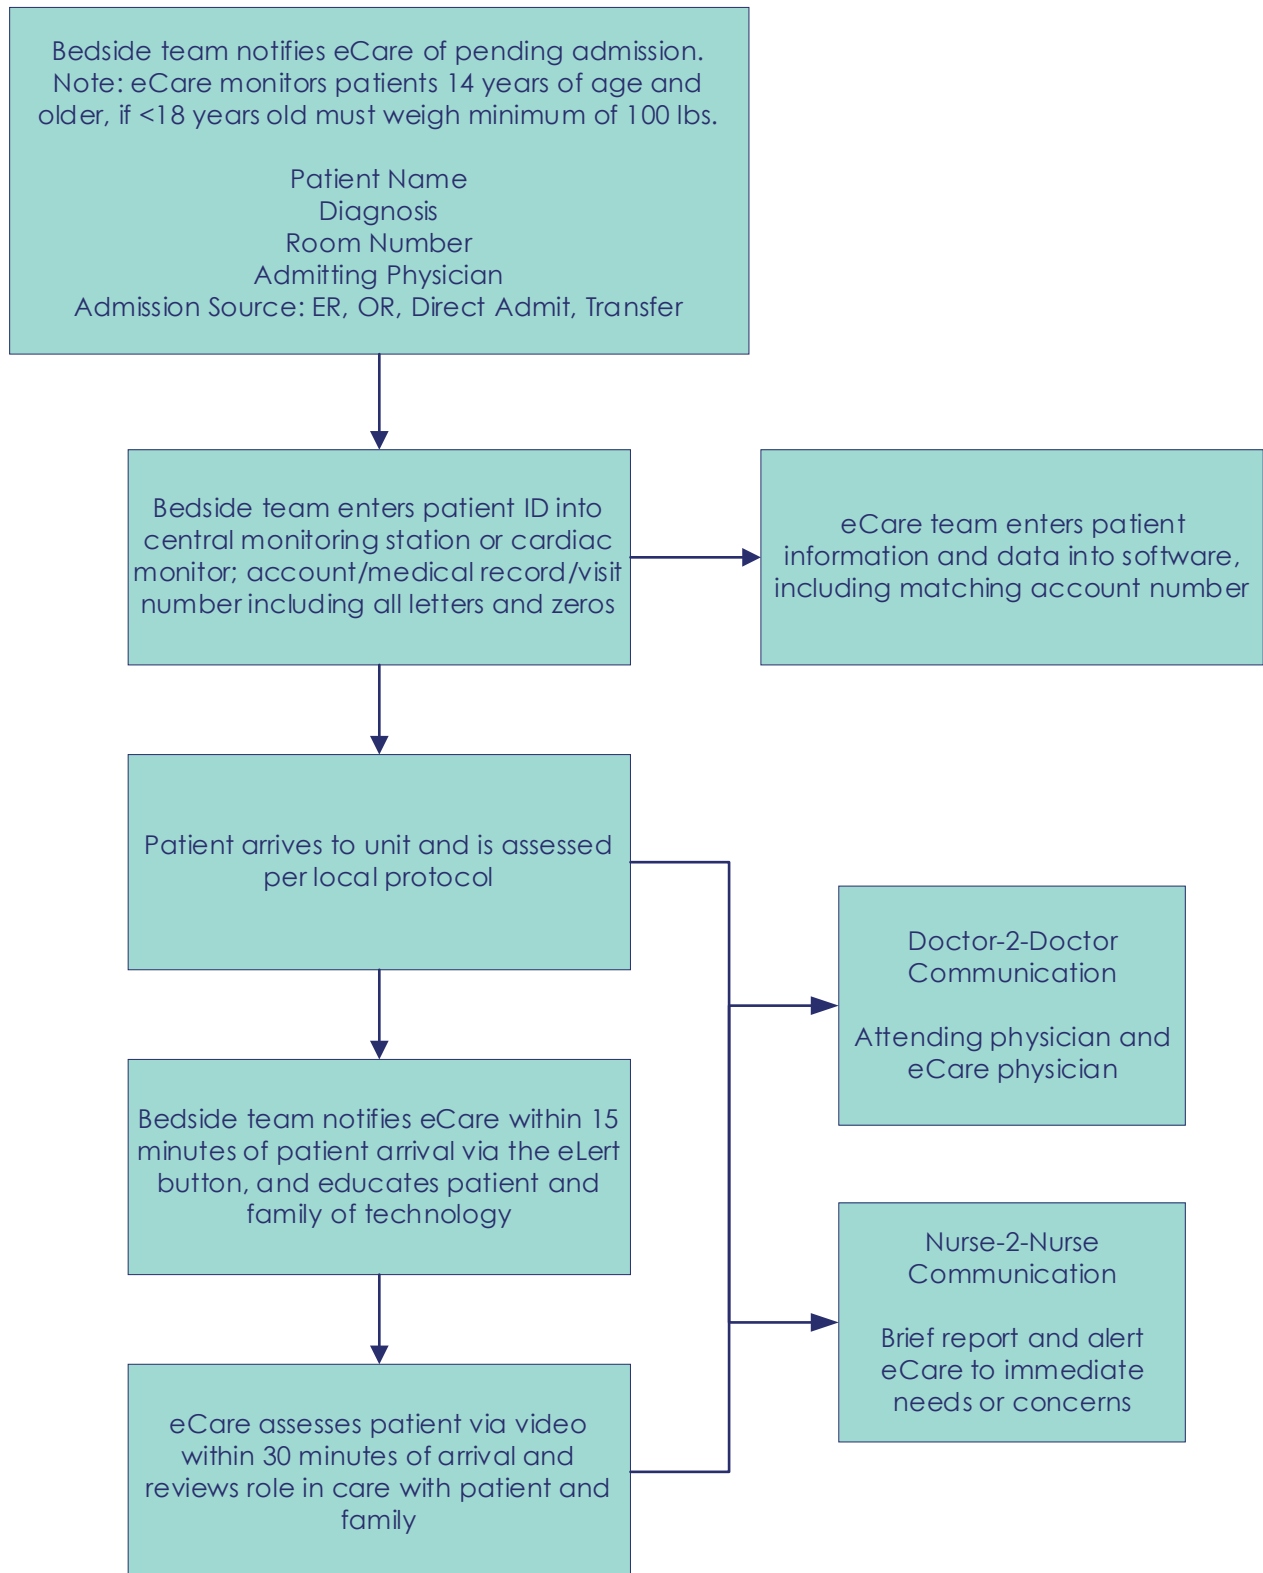 Bedside team notifies eCare of pending admission.
Note: eCare monitors patients 14 years of age and
older, if <18 years old must weigh minimum of 100 lbs.
Patient Name
Diagnosis
Room Number
Admitting Physician
Admission Source: ER, OR, Direct Admit, Transfer
Bedside team enters patient ID into
central monitoring station or cardiac
monitor; account/medical record/visit
number including all letters and zeros
eCare team enters patient
information and data into software,
including matching account number
Patient arrives to unit and is assessed
per local protocol
Doctor-2-Doctor
Communication
Attending physician and
eCare physician
Bedside team notifies eCare within 15
minutes of patient arrival via the eLert
button, and educates patient and
family of technology
Nurse-2-Nurse
Communication
Brief report and alert
eCare to immediate
needs or concerns
eCare assesses patient via video
within 30 minutes of arrival and
reviews role in care with patient and
family